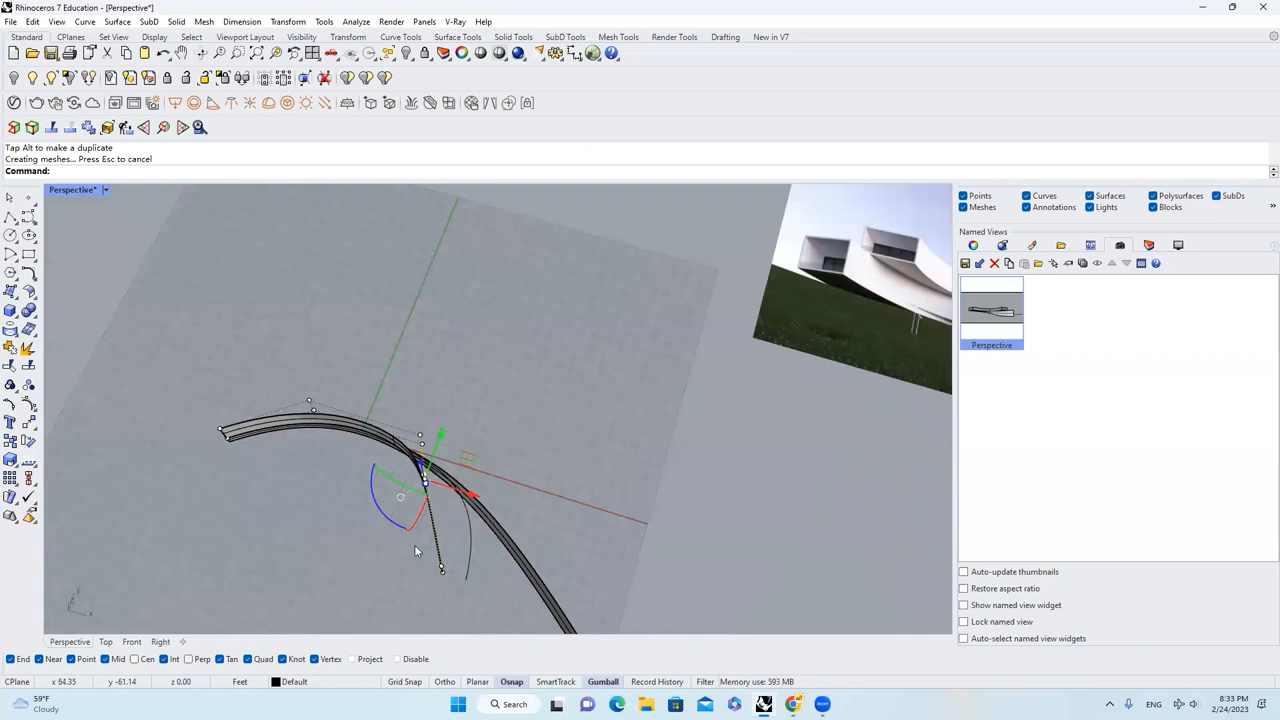 Rhinoceros 7 Education - [Perspective*]
File Edit View Curve Surface SubD Solid Mesh Dimension Transform Tools Analyze Render Panels V-Ray Help
Standard CPlanes Set View Display Select Viewport Layout Visibility Transform Curve Tools Surface Tools Solid Tools SubD Tools Mesh Tools Render Tools Drafting New in V7
Tap Alt to make a duplicate
Creating meshes... Press Esc to cancel
Command:
Perspective*
Points Curves Surfaces Polysurfaces SubDs
Meshes Annotations Lights Blocks
Named Views
Perspective
Auto-update thumbnails
Restore aspect ratio
Show named view widget
Lock named view
Auto-select named view widgets
y
x
Perspective Top Front Right
End Near Point Mid Cen Int Perp Tan Quad Knot Vertex Project Disable
CPlane x 64.35 y -61.14 z 0.00 Feet Default Grid Snap Ortho Planar Osnap SmartTrack Gumball Record History Filter Memory use: 593 MB
59°F
Cloudy
Search
ENG
8:33 PM
2/24/2023